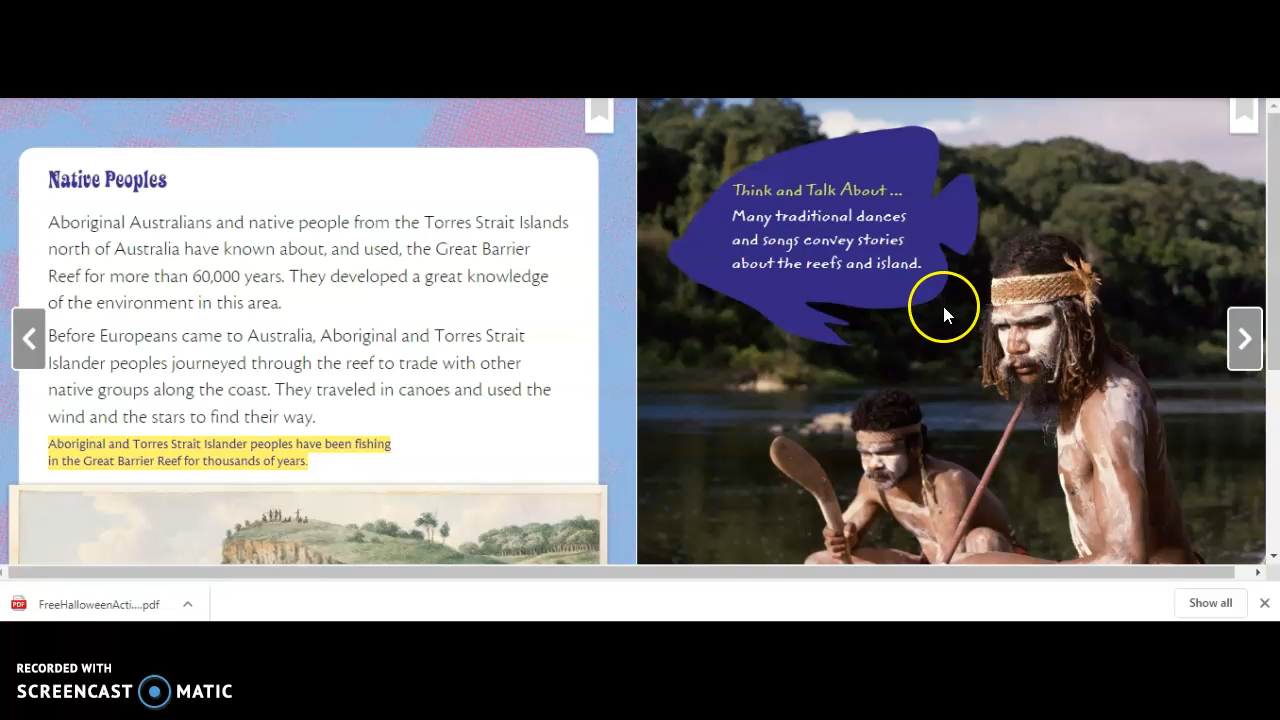 Native Peoples
Aboriginal Australians and native people from the Torres Strait Islands
north of Australia have known about, and used, the Great Barrier
Reef for more than 60,000 years. They developed a great knowledge
of the environment in this area.
Before Europeans came to Australia, Aboriginal and Torres Strait
Islander peoples journeyed through the reef to trade with other
native groups along the coast. They traveled in canoes and used the
wind and the stars to find their way.
Aboriginal and Torres Strait Islander peoples have been fishing
in the Great Barrier Reef for thousands of years.
Think and Talk About ...
Many traditional dances
and songs convey stories
about the reefs and island.
FreeHalloweenActi....pdf
Show all
RECORDED WITH
SCREENCAST MATIC